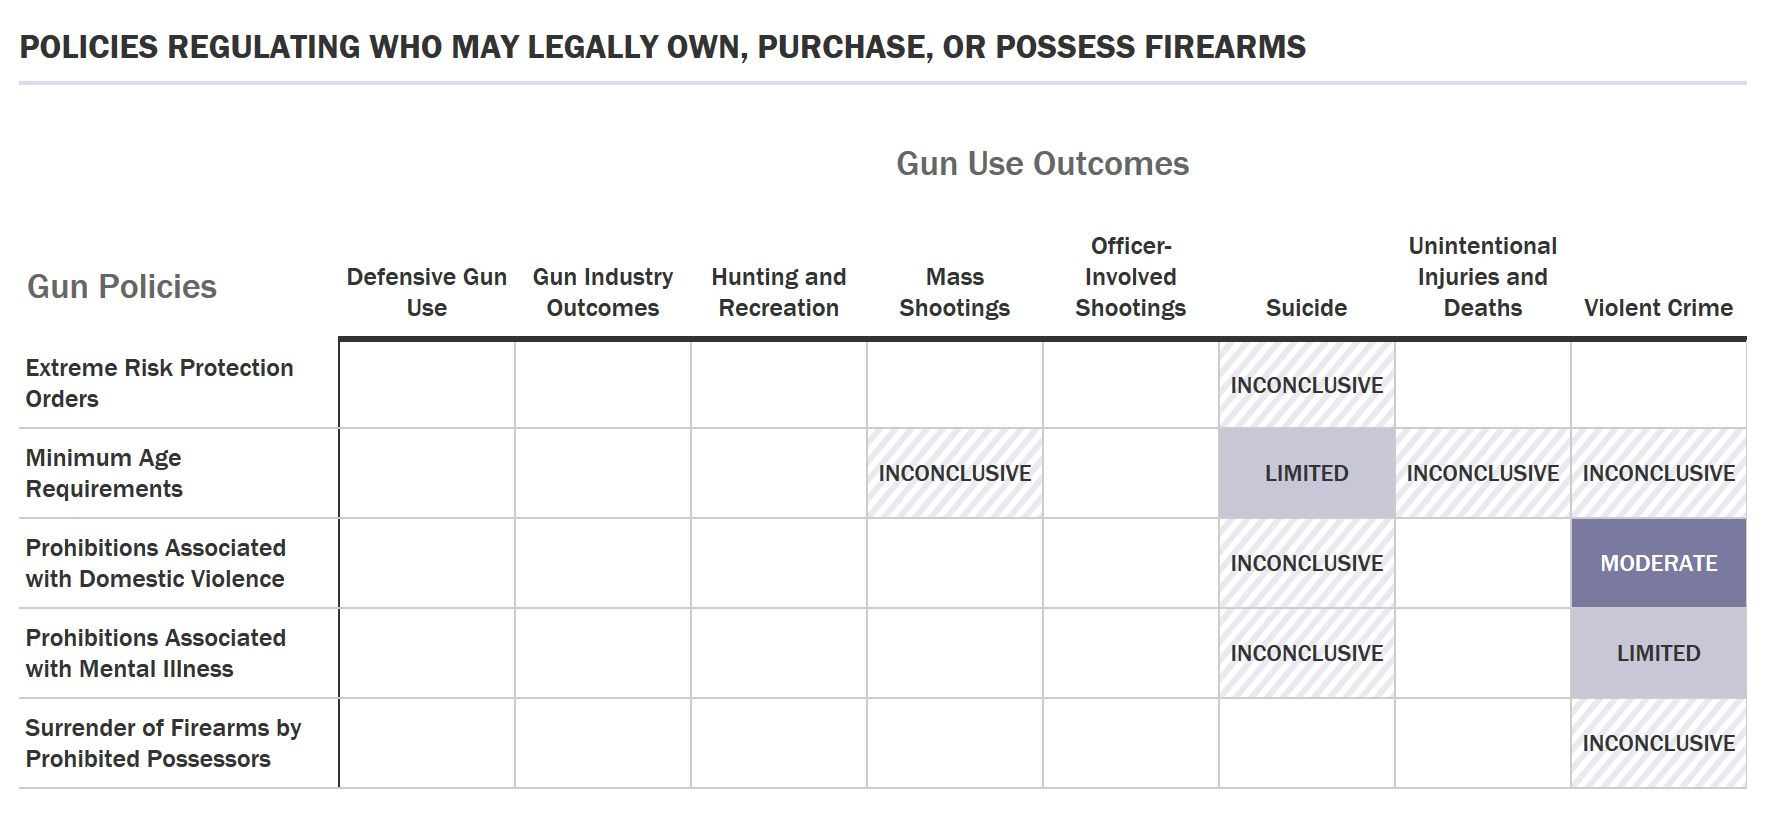 POLICIES REGULATING WHO MAY LEGALLY OWN, PURCHASE, OR POSSESS FIREARMS
Gun Use Outcomes
Gun Policies
Defensive Gun
Use
Gun Industry
Outcomes
Hunting and
Recreation
Mass
Shootings
Officer-
Involved
Shootings
Suicide
Unintentional
Injuries and
Deaths
Violent Crime
Extreme Risk Protection
Orders
INCONCLUSIVE
Minimum Age
Requirements
INCONCLUSIVE
LIMITED
INCONCLUSIVE
INCONCLUSIVE
Prohibitions Associated
with Domestic Violence
INCONCLUSIVE
MODERATE
Prohibitions Associated
with Mental Illness
INCONCLUSIVE
LIMITED
Surrender of Firearms by
Prohibited Possessors
INCONCLUSIVE